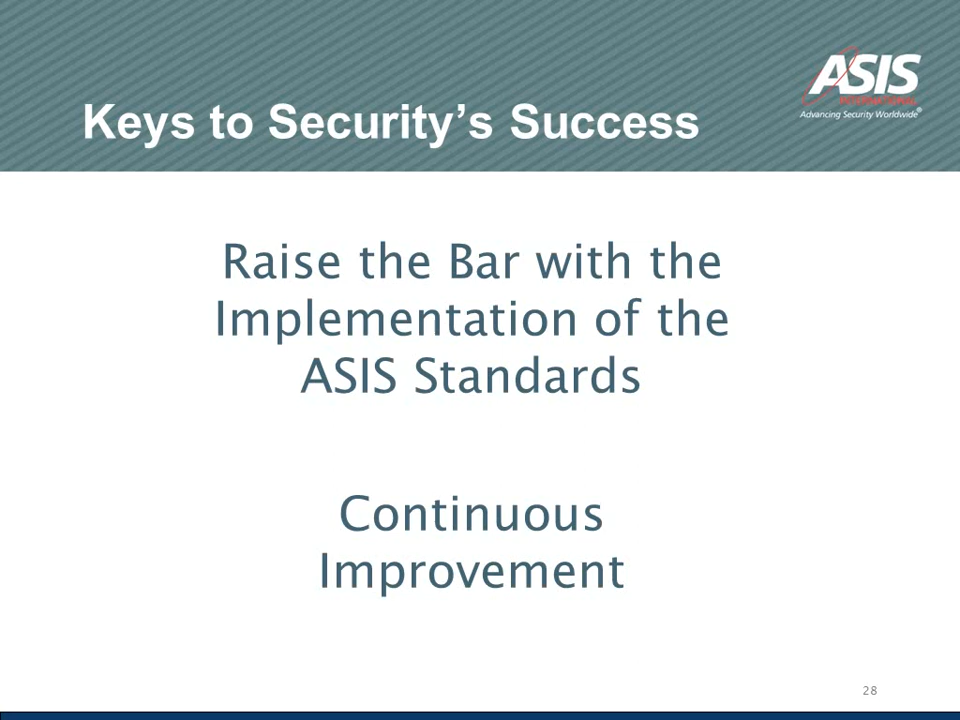 ASIS
INTERNATIONAL
Advancing Security Worldwide®
Keys to Security’s Success
Raise the Bar with the
Implementation of the
ASIS Standards
Continuous
Improvement
28